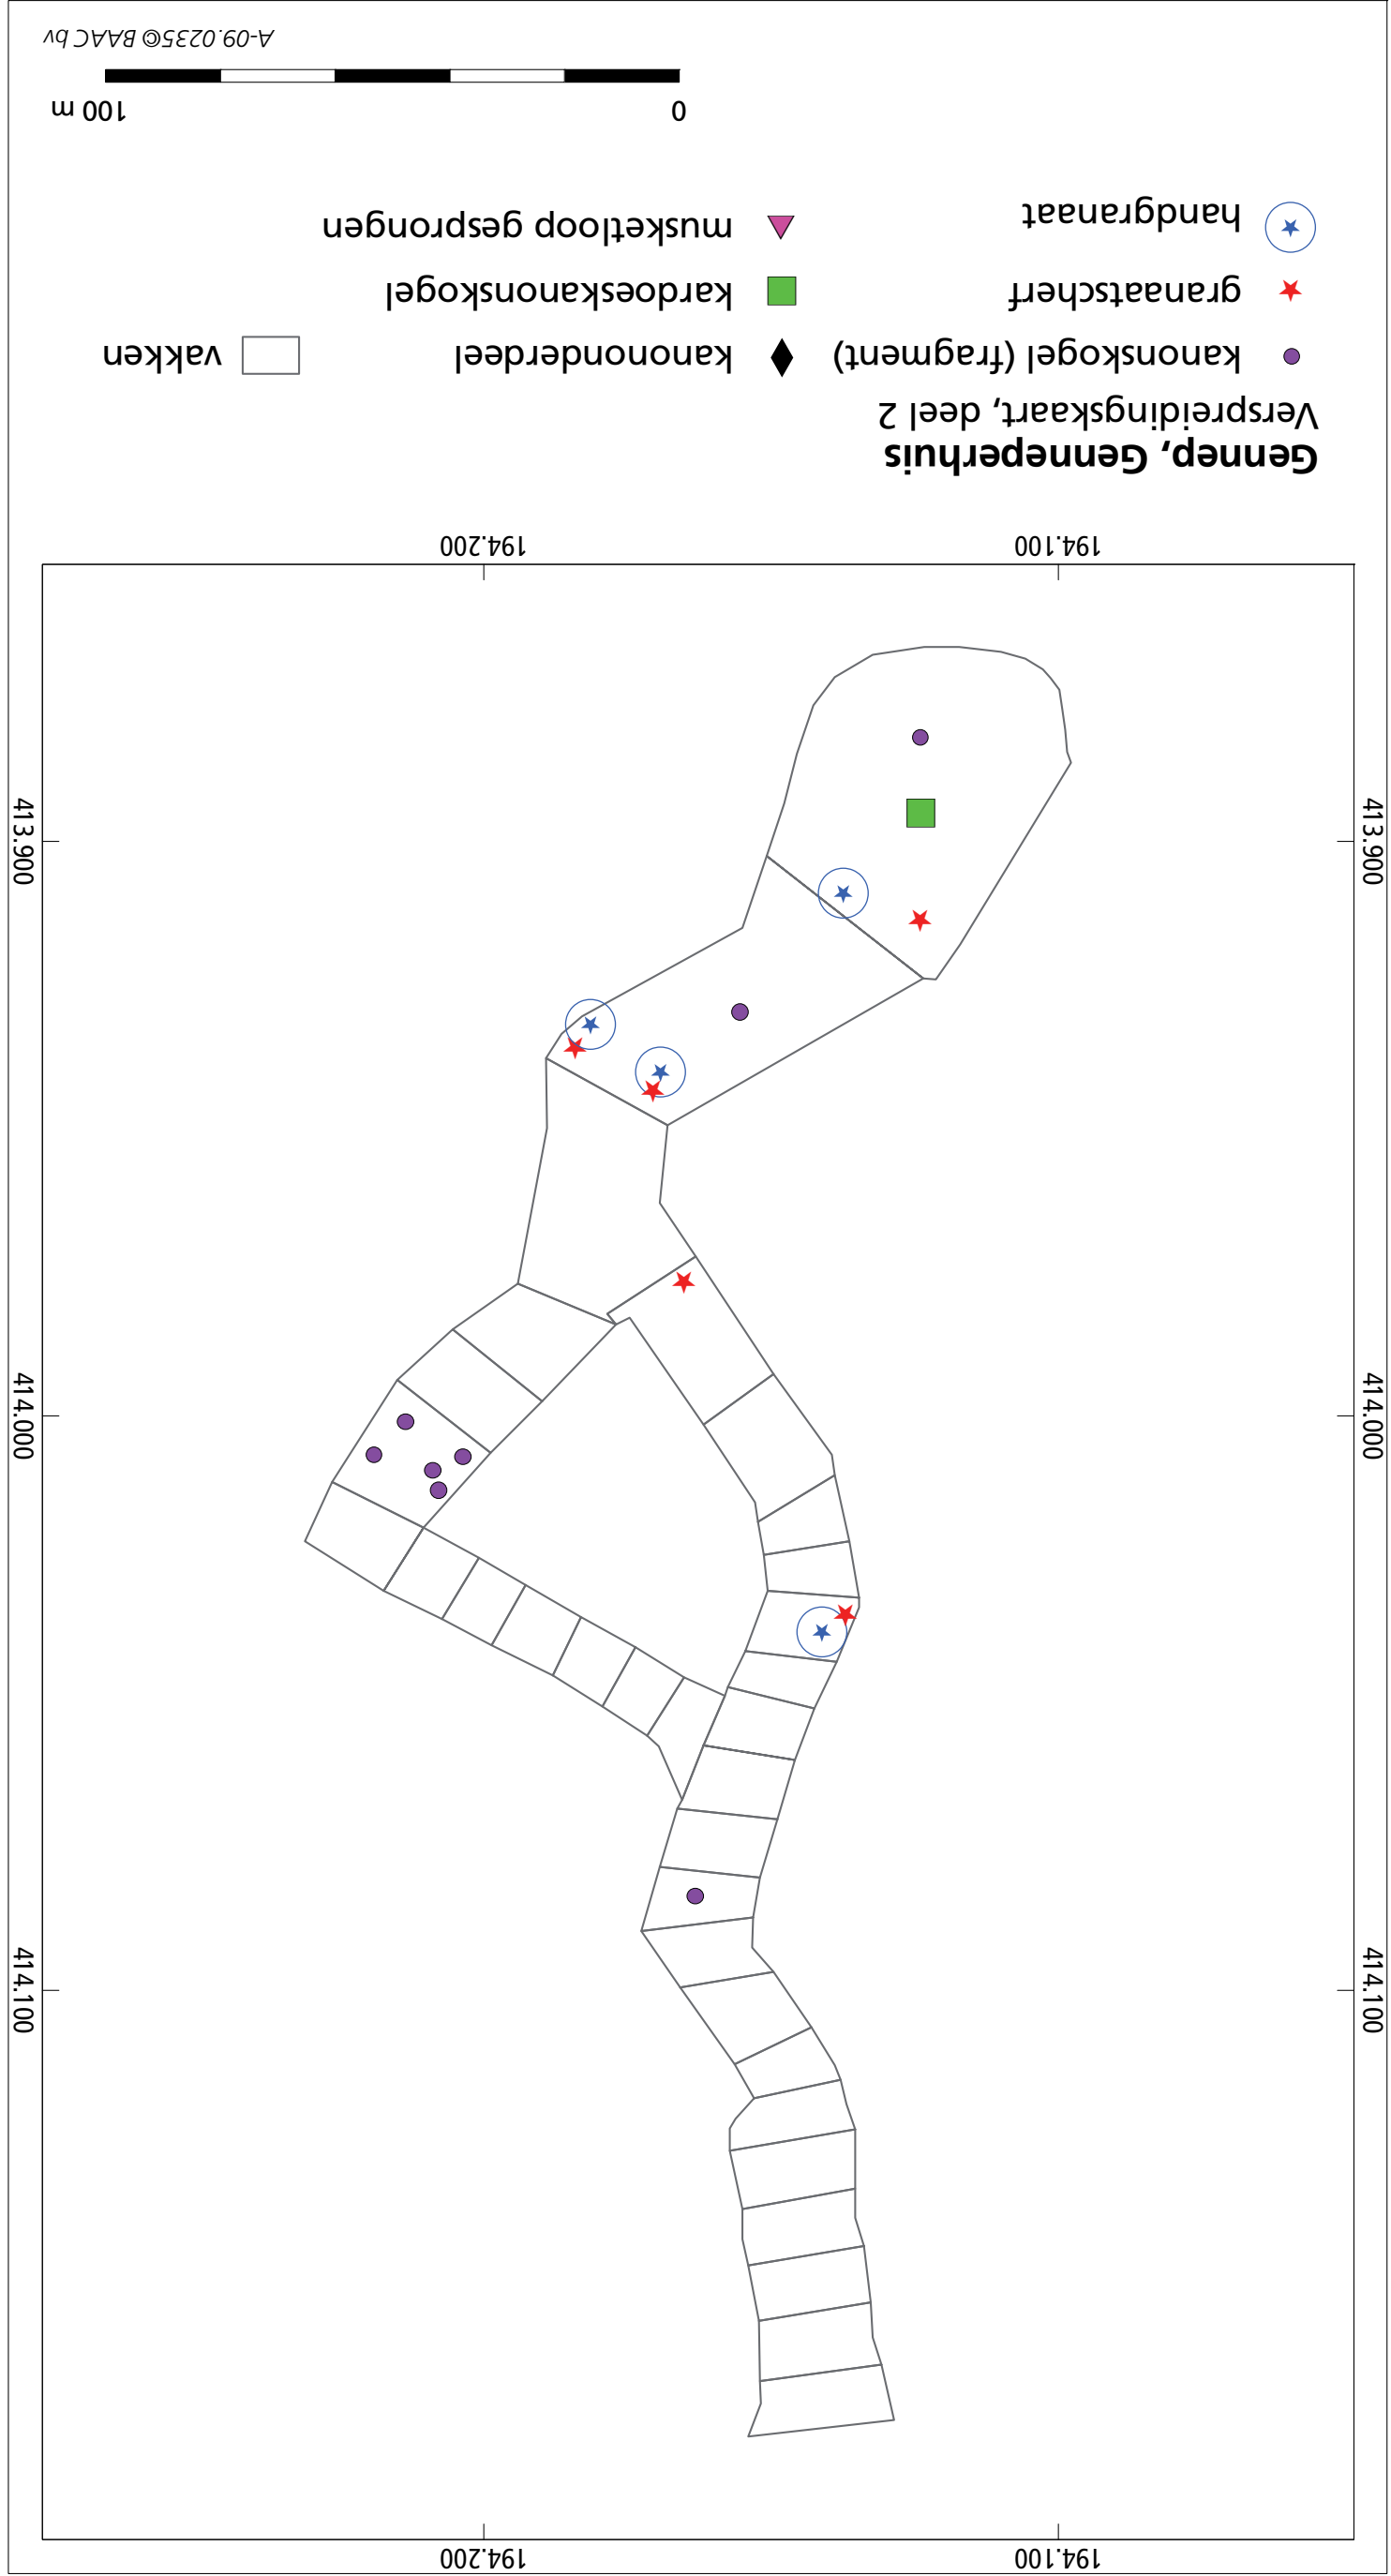 194.100
194.200
414.100
414.100
414.000
414.000
413.900
413.900
194.100
194.200
Gennep, Genneperhuis
Verspreidingskaart, deel 2
kanonskogel (fragment)
kanononderdeel
vakken
granaatscherf
kardoeskanonskogel
handgranaat
musketloop gesprongen
0
100 m
A-09.0235© BAAC bv